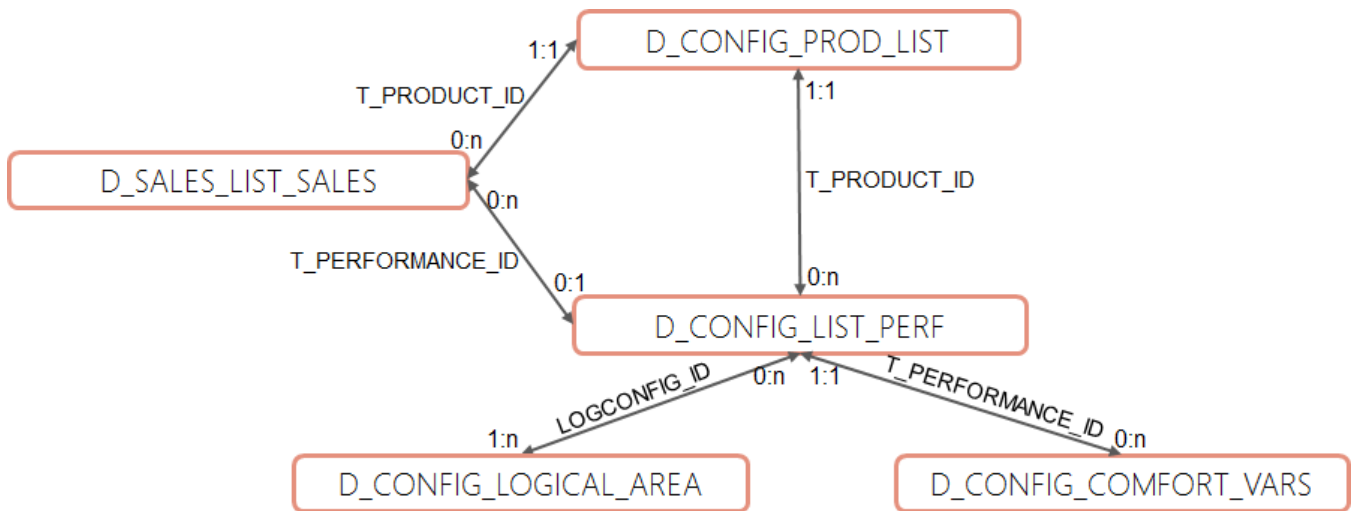 D_CONFIG_PROD_LIST
1:1
1:1
T_PRODUCT_ID
0:n
D_SALES_LIST_SALES
T_PRODUCT_ID
0:n
T_PERFORMANCE_ID
0:1
0:n
D_CONFIG_LIST_PERF
LOGCONFIG_ID
0:n
1:1
T_PERFORMANCE_ID
1:n
0:n
D_CONFIG_LOGICAL_AREA
D_CONFIG_COMFORT_VARS